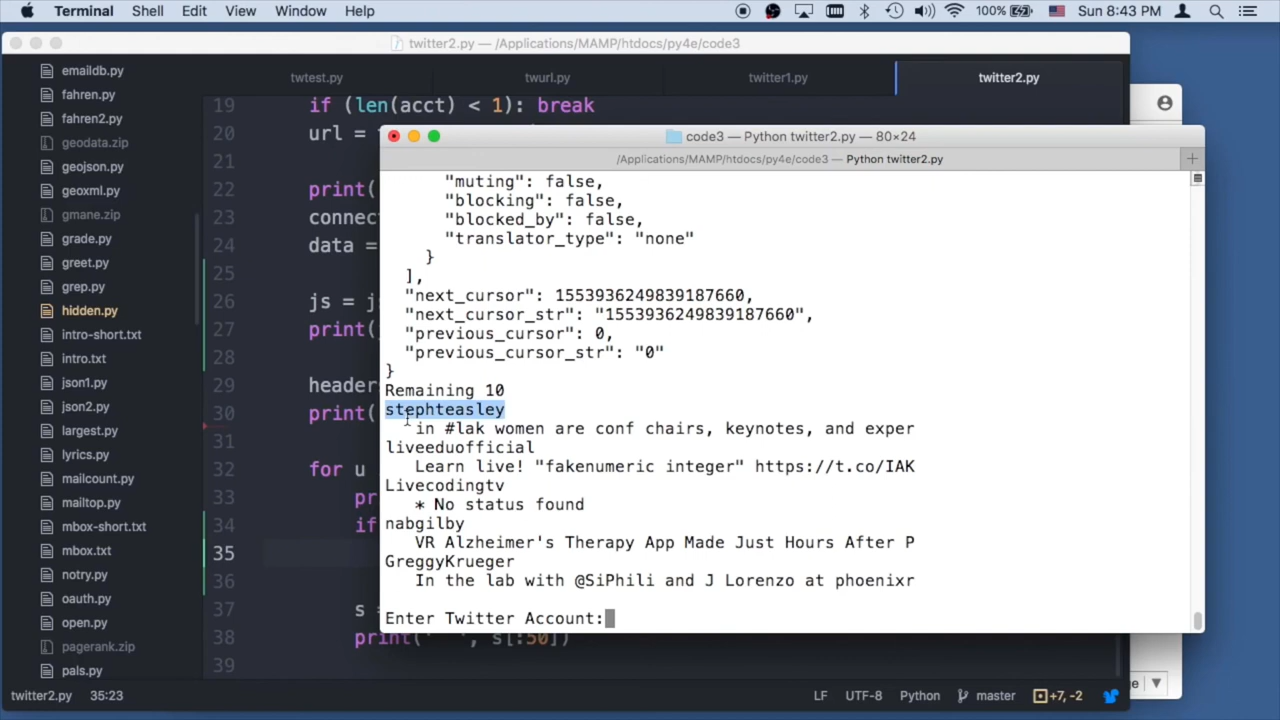 Terminal Shell Edit View Window Help 100% Sun 8:43 PM
twitter2.py — /Applications/MAMP/htdocs/py4e/code3
emaildb.py
fahren.py
fahren2.py
geodata.zip
geojson.py
geoxml.py
gmane.zip
grade.py
greet.py
grep.py
hidden.py
intro-short.txt
intro.txt
json1.py
json2.py
largest.py
lyrics.py
mailcount.py
mailtop.py
mbox-short.txt
mbox.txt
notry.py
oauth.py
open.py
pagerank.zip
pals.py
twtest.py twurl.py twitter1.py twitter2.py
19 if (len(acct) < 1): break
20 url =
21
22 print(
23 connec
24 data =
25
26 js = j
27 print(
28
29 header
30 print(
31
32 for u
33 pr
34 if
35
36
37 s =
38 print(' ', s[:50])
39
code3 — Python twitter2.py — 80×24
/Applications/MAMP/htdocs/py4e/code3 — Python twitter2.py
"muting": false,
"blocking": false,
"blocked_by": false,
"translator_type": "none"
}
],
"next_cursor": 1553936249839187660,
"next_cursor_str": "1553936249839187660",
"previous_cursor": 0,
"previous_cursor_str": "0"
}
Remaining 10
stephteasley
in #lak women are conf chairs, keynotes, and exper
liveeduofficial
Learn live! "fakenumeric integer" https://t.co/IAK
Livecodingtv
* No status found
nabgilby
VR Alzheimer's Therapy App Made Just Hours After P
GreggyKrueger
In the lab with @SiPhili and J Lorenzo at phoenixr
Enter Twitter Account:
twitter2.py 35:23 LF UTF-8 Python master +7, -2